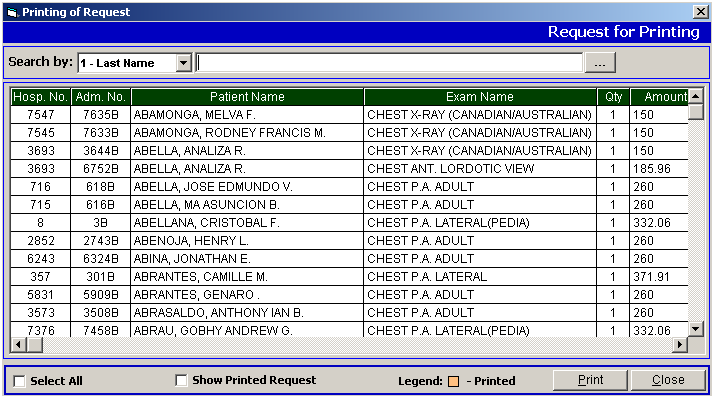 Printing of Request
Request for Printing
Search by: 1 - Last Name ...
Hosp. No. Adm. No. Patient Name Exam Name Qty Amount
7547 7635B ABAMONGA, MELVA F. CHEST X-RAY (CANADIAN/AUSTRALIAN) 1 150
7545 7633B ABAMONGA, RODNEY FRANCIS M. CHEST X-RAY (CANADIAN/AUSTRALIAN) 1 150
3693 3644B ABELLA, ANALIZA R. CHEST X-RAY (CANADIAN/AUSTRALIAN) 1 150
3693 6752B ABELLA, ANALIZA R. CHEST ANT. LORDOTIC VIEW 1 185.96
716 618B ABELLA, JOSE EDMUNDO V. CHEST P.A. ADULT 1 260
715 616B ABELLA, MA ASUNCION B. CHEST P.A. ADULT 1 260
8 3B ABELLANA, CRISTOBAL F. CHEST P.A. LATERAL(PEDIA) 1 332.06
2852 2743B ABENOJA, HENRY L. CHEST P.A. ADULT 1 260
6243 6324B ABINA, JONATHAN E. CHEST P.A. ADULT 1 260
357 301B ABRANTES, CAMILLE M. CHEST P.A. LATERAL 1 371.91
5831 5909B ABRANTES, GENARO . CHEST P.A. ADULT 1 260
3573 3508B ABRASALDO, ANTHONY IAN B. CHEST P.A. ADULT 1 260
7376 7458B ABRAU, GOBHY ANDREW G. CHEST P.A. LATERAL(PEDIA) 1 332.06
Select All Show Printed Request Legend: - Printed Print Close